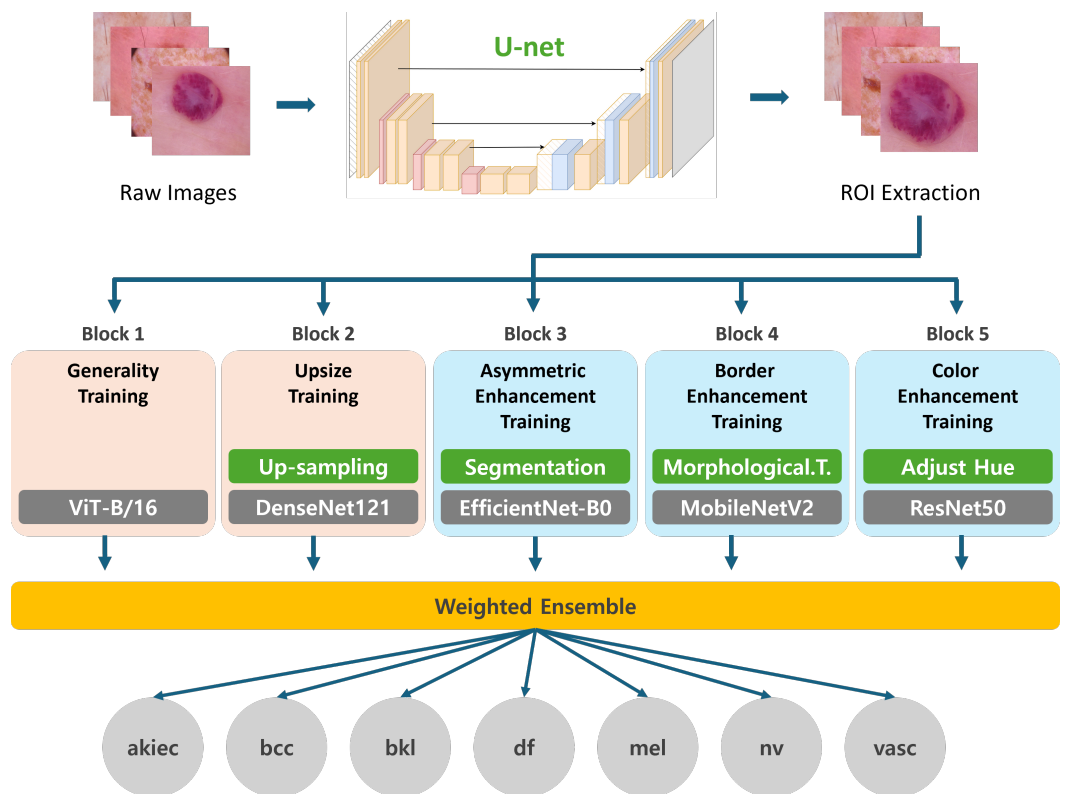 U-net
Raw Images
ROI Extraction
Block 1
Block 2
Block 3
Block 4
Block 5
Generality
Training
Upsize
Training
Asymmetric
Enhancement
Training
Border
Enhancement
Training
Color
Enhancement
Training
Up-sampling
Segmentation
Morphological.T.
Adjust Hue
ViT-B/16
DenseNet121
EfficientNet-B0
MobileNetV2
ResNet50
Weighted Ensemble
akiec
bcc
bkl
df
mel
nv
vasc